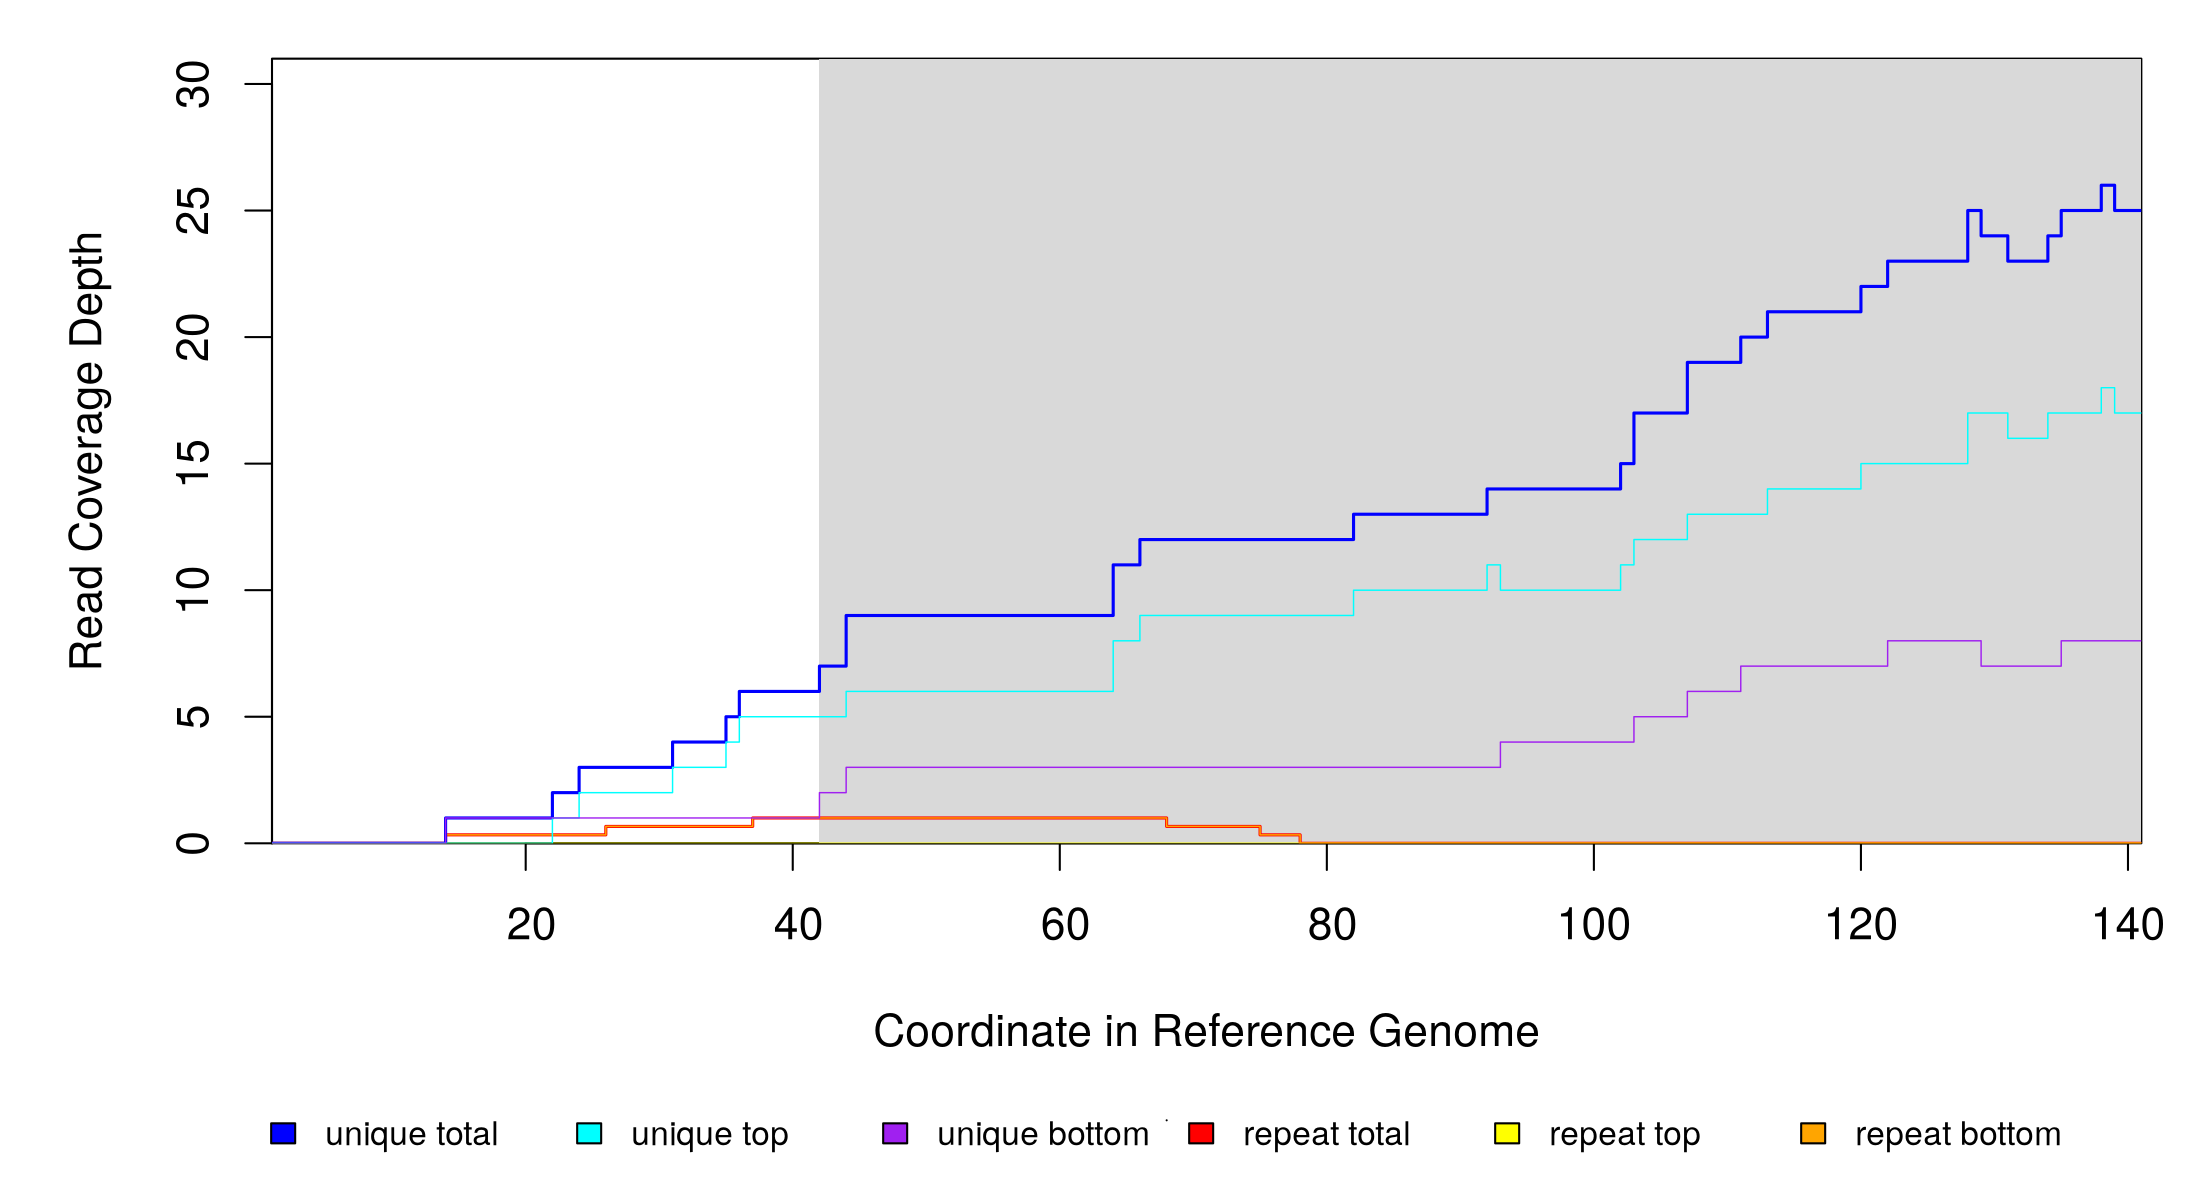 Read Coverage Depth
30
25
20
15
10
5
0
20 40 60 80 100 120 140
Coordinate in Reference Genome
unique total unique top unique bottom repeat total repeat top repeat bottom